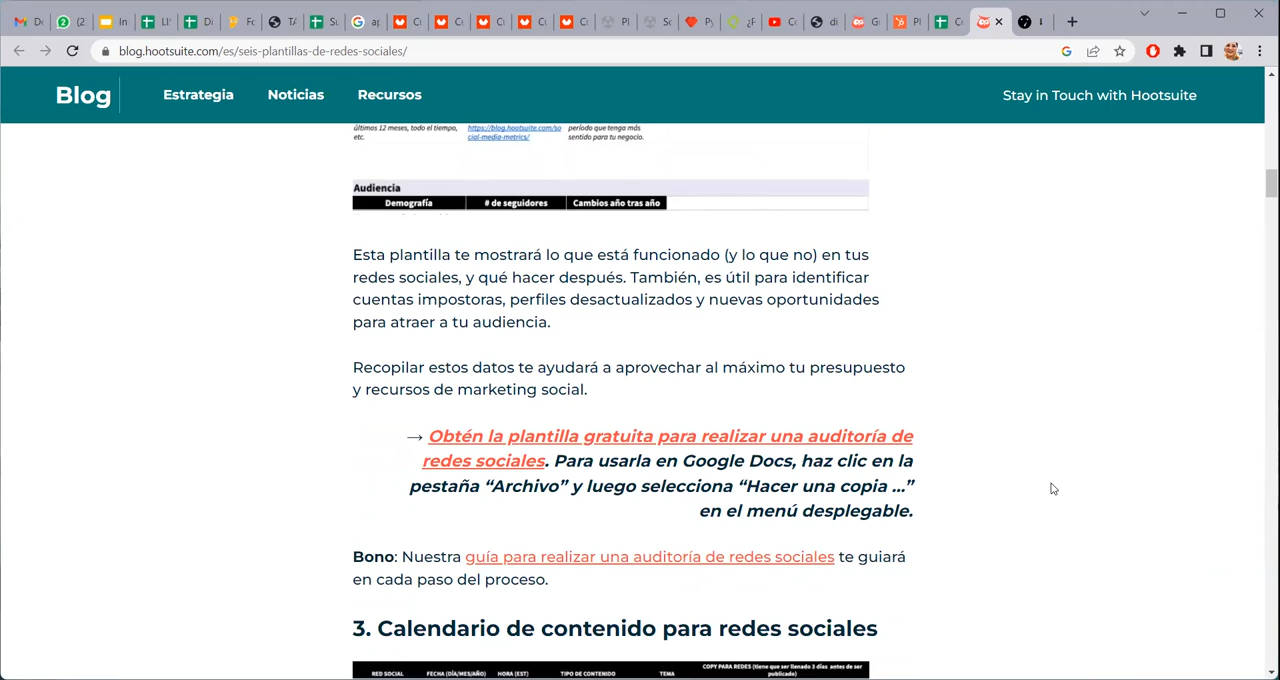 blog.hootsuite.com/es/seis-plantillas-de-redes-sociales/
Blog
Estrategia
Noticias
Recursos
Stay in Touch with Hootsuite
últimos 12 meses, todo el tiempo, etc.
https://blog.hootsuite.com/social-media-metrics/
período que tenga más sentido para tu negocio.
Audiencia
Demografía
# de seguidores
Cambios año tras año
Esta plantilla te mostrará lo que está funcionado (y lo que no) en tus
redes sociales, y qué hacer después. También, es útil para identificar
cuentas impostoras, perfiles desactualizados y nuevas oportunidades
para atraer a tu audiencia.
Recopilar estos datos te ayudará a aprovechar al máximo tu presupuesto
y recursos de marketing social.
→ Obtén la plantilla gratuita para realizar una auditoría de
redes sociales. Para usarla en Google Docs, haz clic en la
pestaña “Archivo” y luego selecciona “Hacer una copia ...”
en el menú desplegable.
Bono: Nuestra guía para realizar una auditoría de redes sociales te guiará
en cada paso del proceso.
3. Calendario de contenido para redes sociales
RED SOCIAL
FECHA (DÍA/MES/AÑO)
HORA (EST)
TIPO DE CONTENIDO
TEMA
COPY PARA REDES (tiene que ser llenado 3 días antes de ser
publicado)